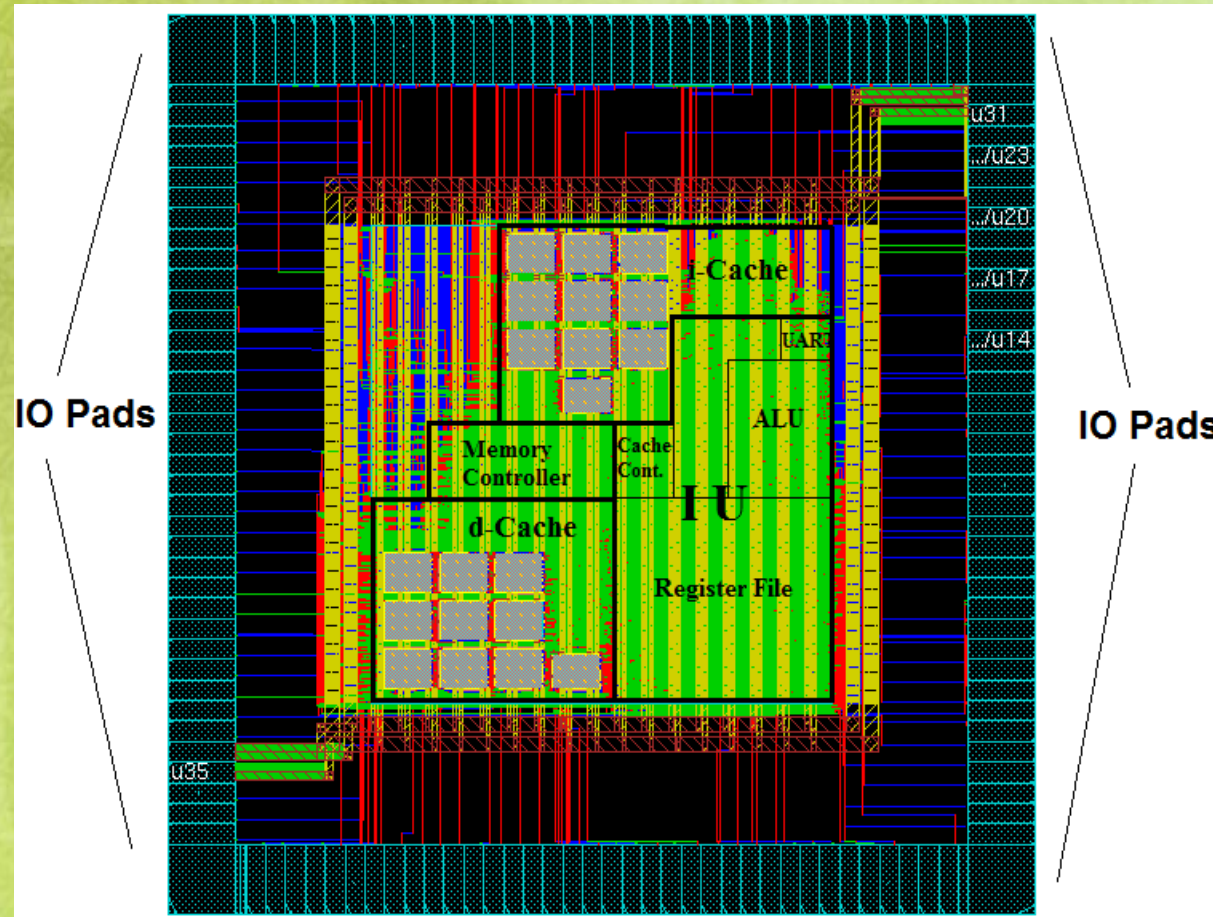 u31
../u23
../u20
../u17
../u14
i-Cache
UAR
ALU
IO Pads
IO Pads
Memory
Controller
Cache
Cont.
I U
d-Cache
Register File
u35